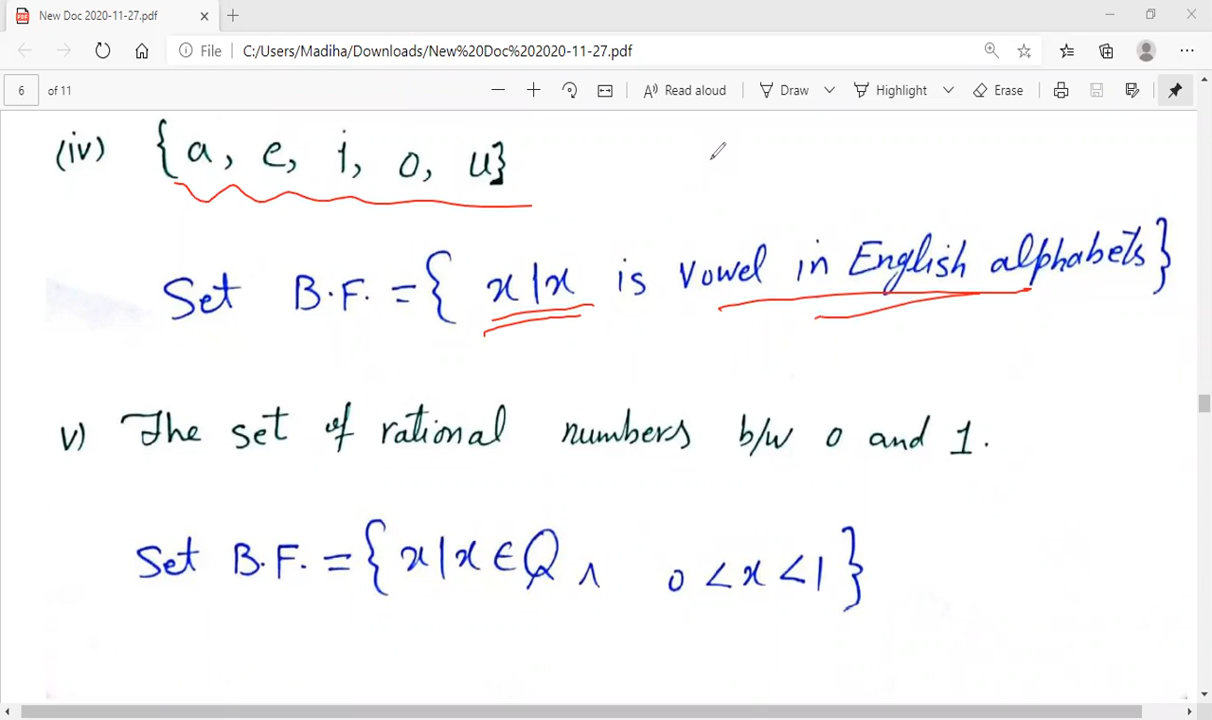 New Doc 2020-11-27.pdf
File C:/Users/Madiha/Downloads/New%20Doc%202020-11-27.pdf
6 of 11 Read aloud Draw Highlight Erase
(iv) {a, e, i, o, u}
Set B.F. = { x|x is vowel in English alphabets}
v) The set of rational numbers b/w 0 and 1.
Set B.F. = {x|x ∈ Q ∧ 0 < x < 1}